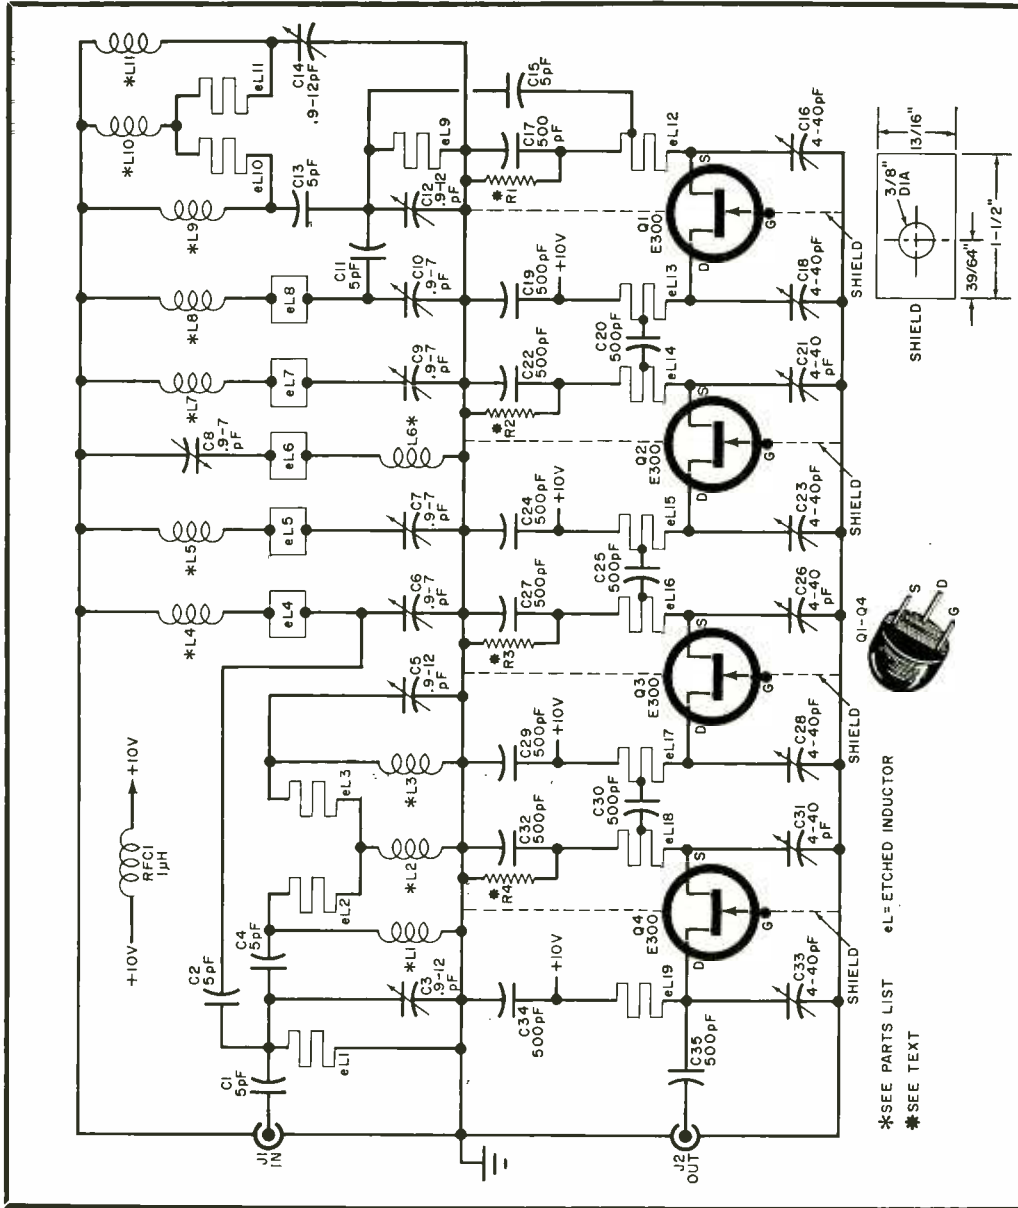 *L11
*L10
eL11
eL10
C14
.9-12pF
*L9
C13
5pF
C15
5pF
eL9
C17
500
pF
eL12
C16
4-40pF
*L8
eL8
C11
5pF
C12
.9-12
pF
✱R1
Q1
E300
S
D
G
SHIELD
C10
.9-7
pF
C19
500pF
+10V
eL13
C18
4-40pF
*L7
eL7
C9
.9-7
pF
C22
500pF
C20
500pF
eL14
C21
4-40
pF
C8
.9-7
pF
eL6
L6*
✱R2
Q2
E300
S
D
G
SHIELD
*L5
eL5
C7
.9-7
pF
C24
500pF
+10V
eL15
C23
4-40pF
*L4
eL4
C6
.9-7
pF
C27
500pF
C25
500pF
eL16
C26
4-40
pF
C5
.9-12
pF
✱R3
Q3
E300
S
D
G
SHIELD
+10V
RFC1
1μH
+10V
eL3
*L3
C29
500pF
+10V
eL17
C28
4-40pF
eL2
*L2
C32
500pF
C30
500pF
eL18
C31
4-40
pF
C2
5pF
C4
5pF
*L1
✱R4
Q4
E300
S
D
G
SHIELD
C1
5pF
eL1
C3
.9-12
pF
C34
500pF
+10V
eL19
C33
4-40pF
C35
500pF
J1
IN
J2
OUT
3/8"
DIA
13/16"
39/64"
1-1/2"
SHIELD
Q1-Q4
S
D
G
*SEE PARTS LIST
eL=ETCHED INDUCTOR
✱SEE TEXT